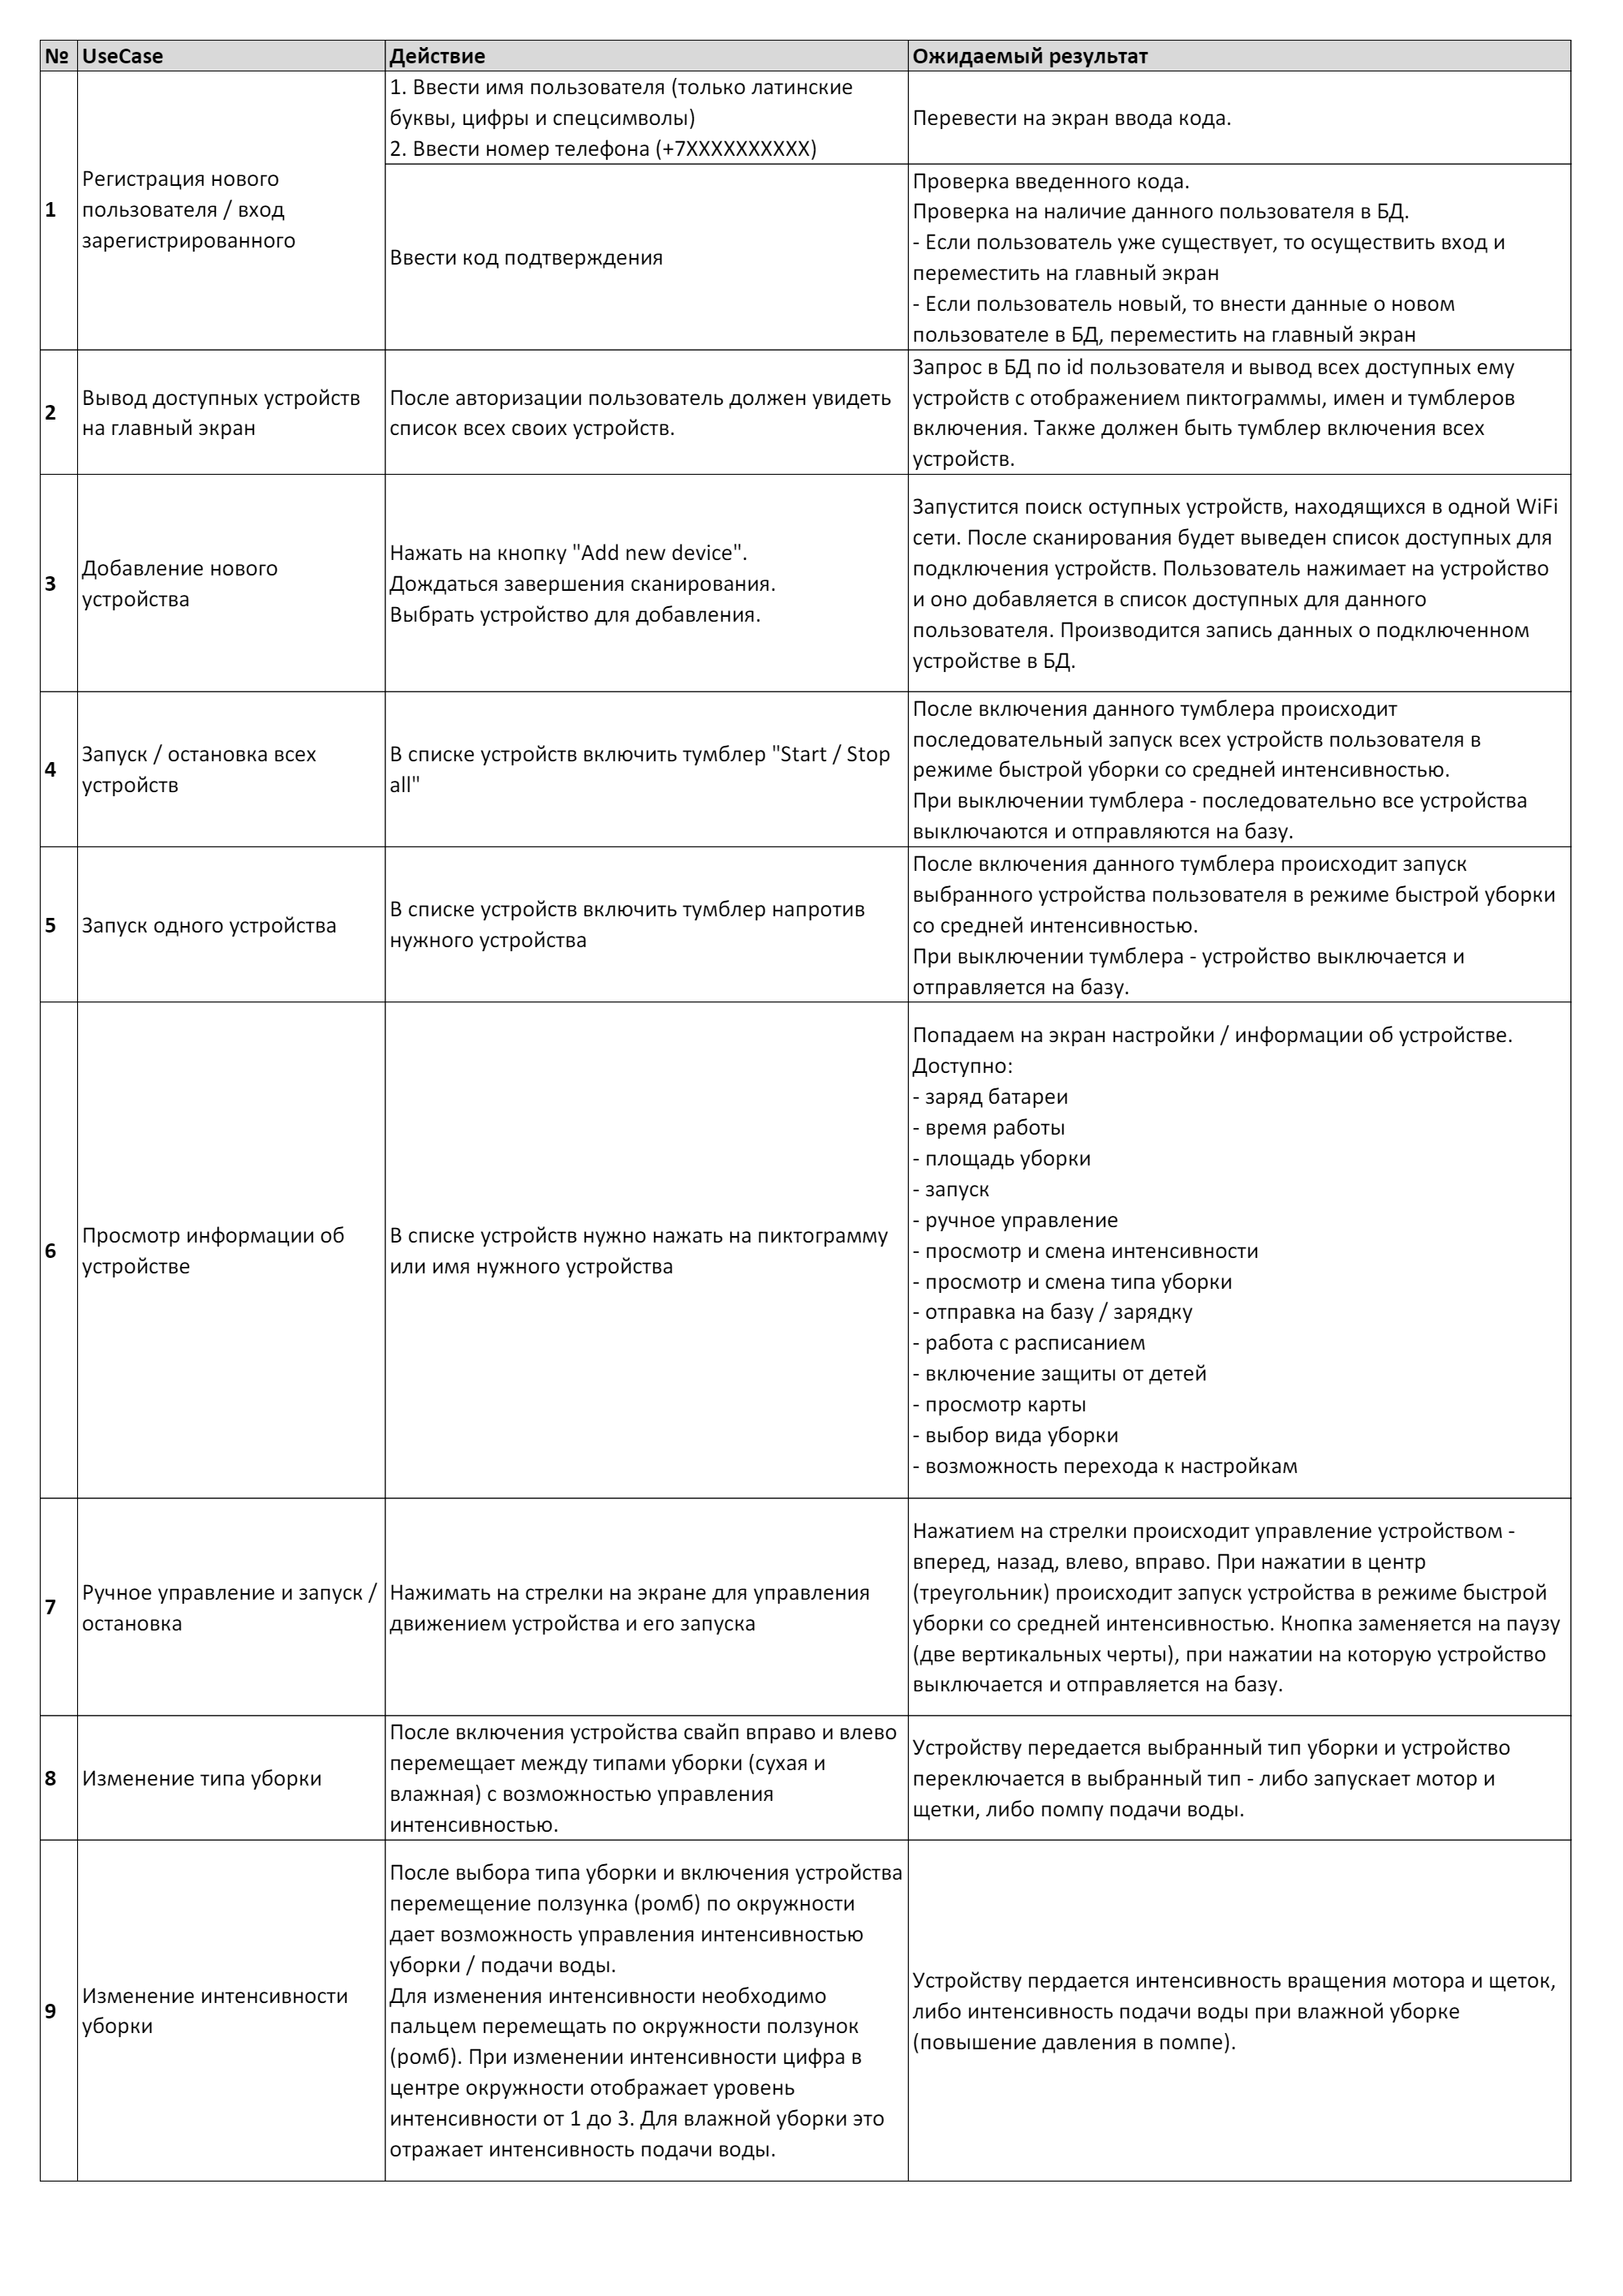 № UseCase Действие Ожидаемый результат
1
Регистрация нового
пользователя / вход
зарегистрированного
1. Ввести имя пользователя (только латинские
буквы, цифры и спецсимволы)
2. Ввести номер телефона (+7XXXXXXXXXX)
Перевести на экран ввода кода.
Ввести код подтверждения
Проверка введенного кода.
Проверка на наличие данного пользователя в БД.
- Если пользователь уже существует, то осуществить вход и
переместить на главный экран
- Если пользователь новый, то внести данные о новом
пользователе в БД, переместить на главный экран
2
Вывод доступных устройств
на главный экран
После авторизации пользователь должен увидеть
список всех своих устройств.
Запрос в БД по id пользователя и вывод всех доступных ему
устройств с отображением пиктограммы, имен и тумблеров
включения. Также должен быть тумблер включения всех
устройств.
3
Добавление нового
устройства
Нажать на кнопку "Add new device".
Дождаться завершения сканирования.
Выбрать устройство для добавления.
Запустится поиск оступных устройств, находящихся в одной WiFi
сети. После сканирования будет выведен список доступных для
подключения устройств. Пользователь нажимает на устройство
и оно добавляется в список доступных для данного
пользователя. Производится запись данных о подключенном
устройстве в БД.
4
Запуск / остановка всех
устройств
В списке устройств включить тумблер "Start / Stop
all"
После включения данного тумблера происходит
последовательный запуск всех устройств пользователя в
режиме быстрой уборки со средней интенсивностью.
При выключении тумблера - последовательно все устройства
выключаются и отправляются на базу.
5
Запуск одного устройства
В списке устройств включить тумблер напротив
нужного устройства
После включения данного тумблера происходит запуск
выбранного устройства пользователя в режиме быстрой уборки
со средней интенсивностью.
При выключении тумблера - устройство выключается и
отправляется на базу.
6
Просмотр информации об
устройстве
В списке устройств нужно нажать на пиктограмму
или имя нужного устройства
Попадаем на экран настройки / информации об устройстве.
Доступно:
- заряд батареи
- время работы
- площадь уборки
- запуск
- ручное управление
- просмотр и смена интенсивности
- просмотр и смена типа уборки
- отправка на базу / зарядку
- работа с расписанием
- включение защиты от детей
- просмотр карты
- выбор вида уборки
- возможность перехода к настройкам
7
Ручное управление и запуск /
остановка
Нажимать на стрелки на экране для управления
движением устройства и его запуска
Нажатием на стрелки происходит управление устройством -
вперед, назад, влево, вправо. При нажатии в центр
(треугольник) происходит запуск устройства в режиме быстрой
уборки со средней интенсивностью. Кнопка заменяется на паузу
(две вертикальных черты), при нажатии на которую устройство
выключается и отправляется на базу.
8
Изменение типа уборки
После включения устройства свайп вправо и влево
перемещает между типами уборки (сухая и
влажная) с возможностью управления
интенсивностью.
Устройству передается выбранный тип уборки и устройство
переключается в выбранный тип - либо запускает мотор и
щетки, либо помпу подачи воды.
9
Изменение интенсивности
уборки
После выбора типа уборки и включения устройства
перемещение ползунка (ромб) по окружности
дает возможность управления интенсивностью
уборки / подачи воды.
Для изменения интенсивности необходимо
пальцем перемещать по окружности ползунок
(ромб). При изменении интенсивности цифра в
центре окружности отображает уровень
интенсивности от 1 до 3. Для влажной уборки это
отражает интенсивность подачи воды.
Устройству пердается интенсивность вращения мотора и щеток,
либо интенсивность подачи воды при влажной уборке
(повышение давления в помпе).